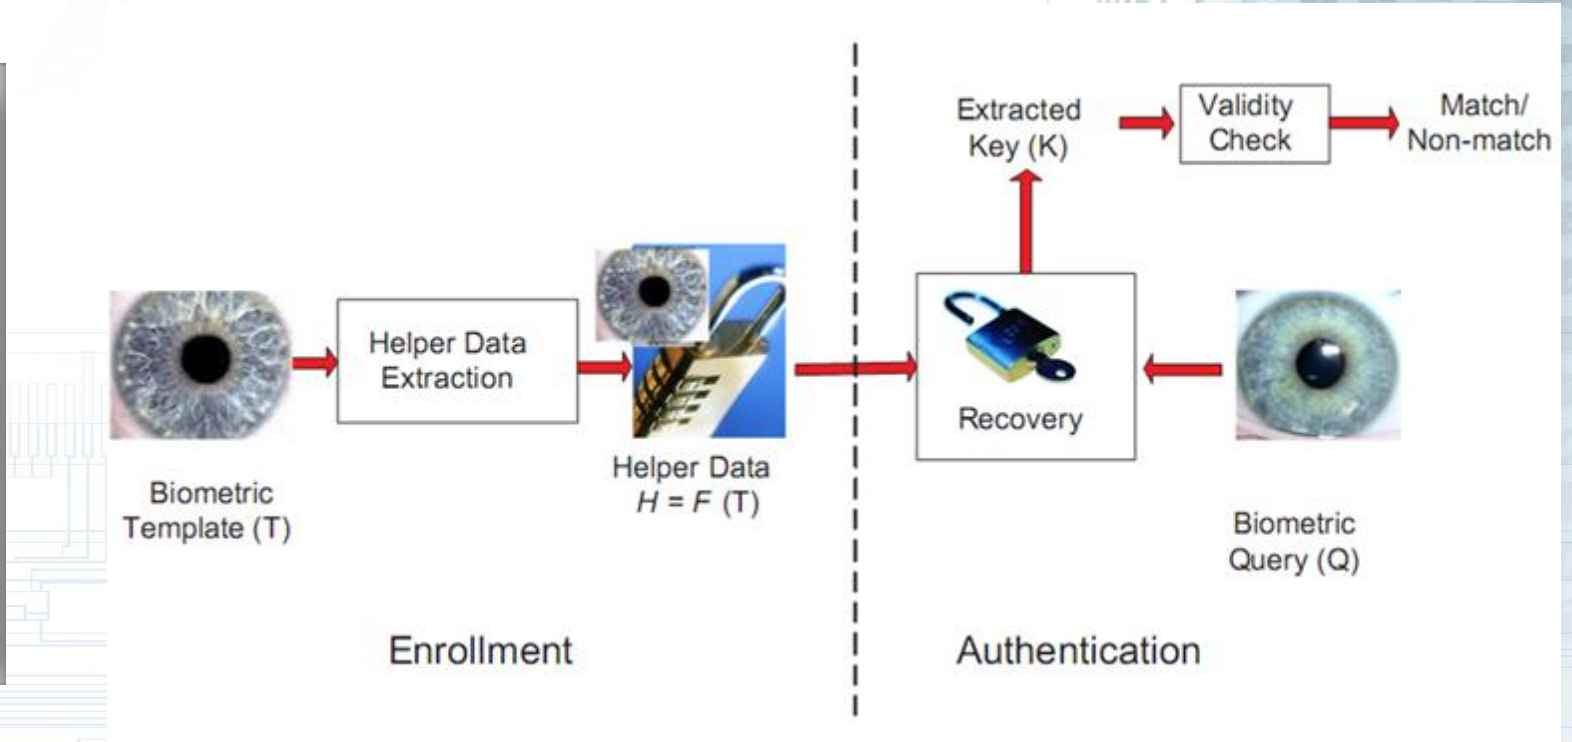 Biometric
Template (T)
Helper Data
Extraction
Helper Data
H = F (T)
Enrollment
Extracted
Key (K)
Validity
Check
Match/
Non-match
Recovery
Biometric
Query (Q)
Authentication